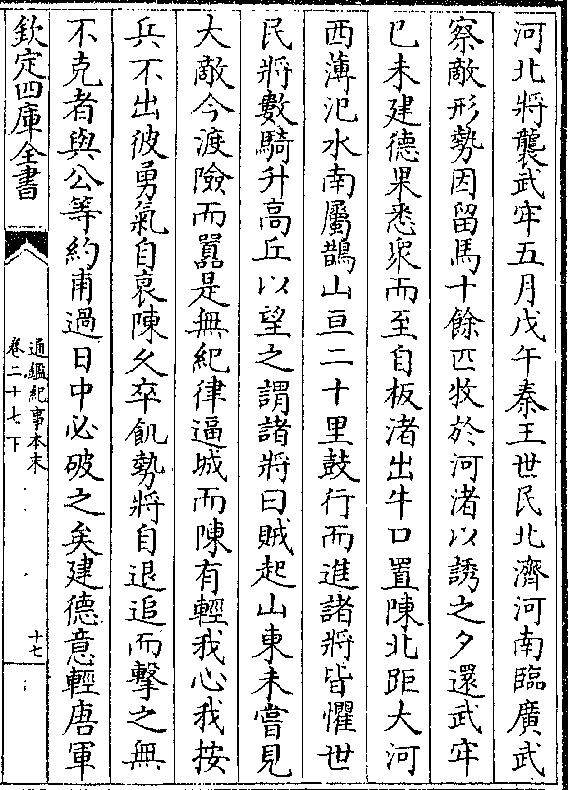 河北將襲武牢五月戊午秦王世民北濟河南臨廣武
察敵形勢因留馬十餘匹牧於河渚以誘之夕還武牢
已未建德果悉衆而至自板渚出牛口置陳北距大河
西薄汜水南屬鵲山亘二十里鼓行而進諸將皆懼世
民將數騎升高丘以望之謂諸將曰賊起山東未嘗見
大敵今渡險而囂是無紀律逼城而陳有輕我心我按
兵不出彼勇氣自衰陳久卒飢勢將自退追而擊之無
不克者與公等約甫過日中必破之矣建德意輕唐軍
欽定四庫全書
通鑑紀事本末
卷二十七下
十七